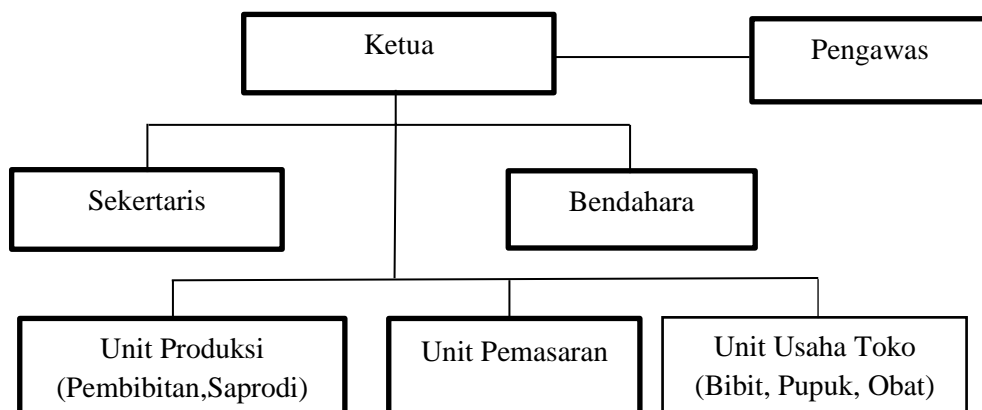 Ketua
Pengawas
Sekertaris
Bendahara
Unit Produksi
(Pembibitan,Saprodi)
Unit Pemasaran
Unit Usaha Toko
(Bibit, Pupuk, Obat)